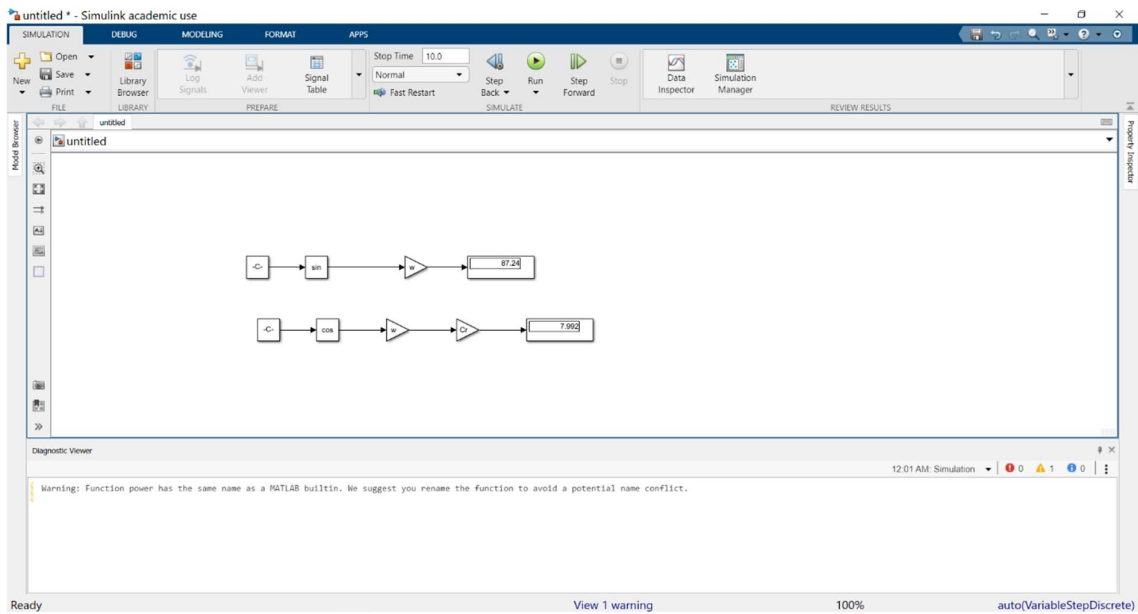 untitled * - Simulink academic use
SIMULATION DEBUG MODELING FORMAT APPS
New
Open
Save
Print
FILE
Library Browser
LIBRARY
Log Signals
Add Viewer
Signal Table
PREPARE
Stop Time 10.0
Normal
Fast Restart
Step Back
Run
Step Forward
Stop
SIMULATE
Data Inspector
Simulation Manager
REVIEW RESULTS
Model Browser
untitled
untitled
Property Inspector
-C- sin w 87.24
-C- cos w Cr 7.992
Diagnostic Viewer
12:01 AM: Simulation 0 1 0
Warning: Function power has the same name as a MATLAB builtin. We suggest you rename the function to avoid a potential name conflict.
Ready View 1 warning 100% auto(VariableStepDiscrete)